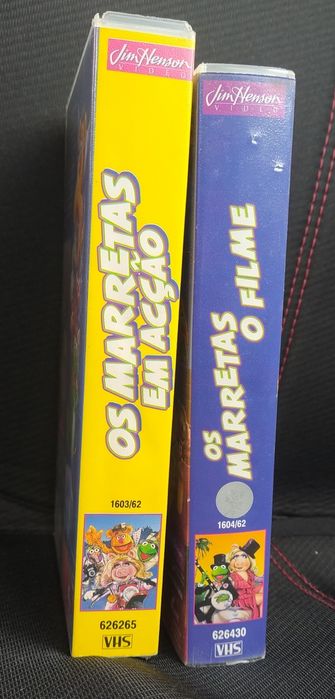 Jim Henson
VIDEO
OS MARRETAS
EM ACÇÃO
1603/62
626265
VHS
Jim Henson
VIDEO
OS
MARRETAS
O FILME
1604/62
626430
VHS